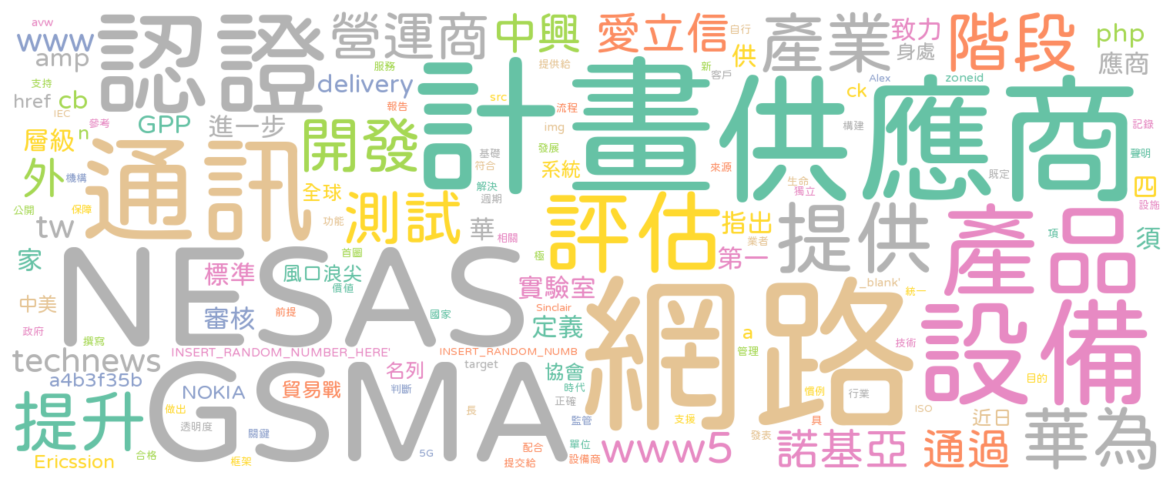 avw
www
amp
認證
營運商
中興
愛立信
自行
供
產業
致力
身處
階段
php
應商
支持
服務
提供給
新
客戶
Alex
zoneid
delivery
計畫
供應商
href
cb
IEC
參考
報告
src
流程
ck
構建
記錄
GPP
進一步
img
層級
n
開發
發展
基礎
符合
系統
來源
既定
聲明
外
機構
通訊
全球
解決
週期
生命
獨立
四
設施
公開
保障
測試
評估
指出
提供
產品
tw
功能
華
相關
業者
項
須
家
首圖
極
第一
NESAS
標準
風口浪尖
價值
實驗室
網路
_blank'
統一
中美
審核
前提
國家
Sinclair
定義
設備
政府
撰寫
a
管理
技術
technews
INSERT_RANDOM_NUMBER_HERE'
INSERT_RANDOM_NUMB
target
協會
名列
a4b3f35b
NOKIA
貿易戰
判斷
時代
正確
慣例
行業
目的
提升
做出
GSMA
長
監管
支援
具
發表
ISO
近日
華為
透明度
關鍵
Ericssion
合格
框架
5G
配合
提交給
單位
設備商
www5
諾基亞
通過